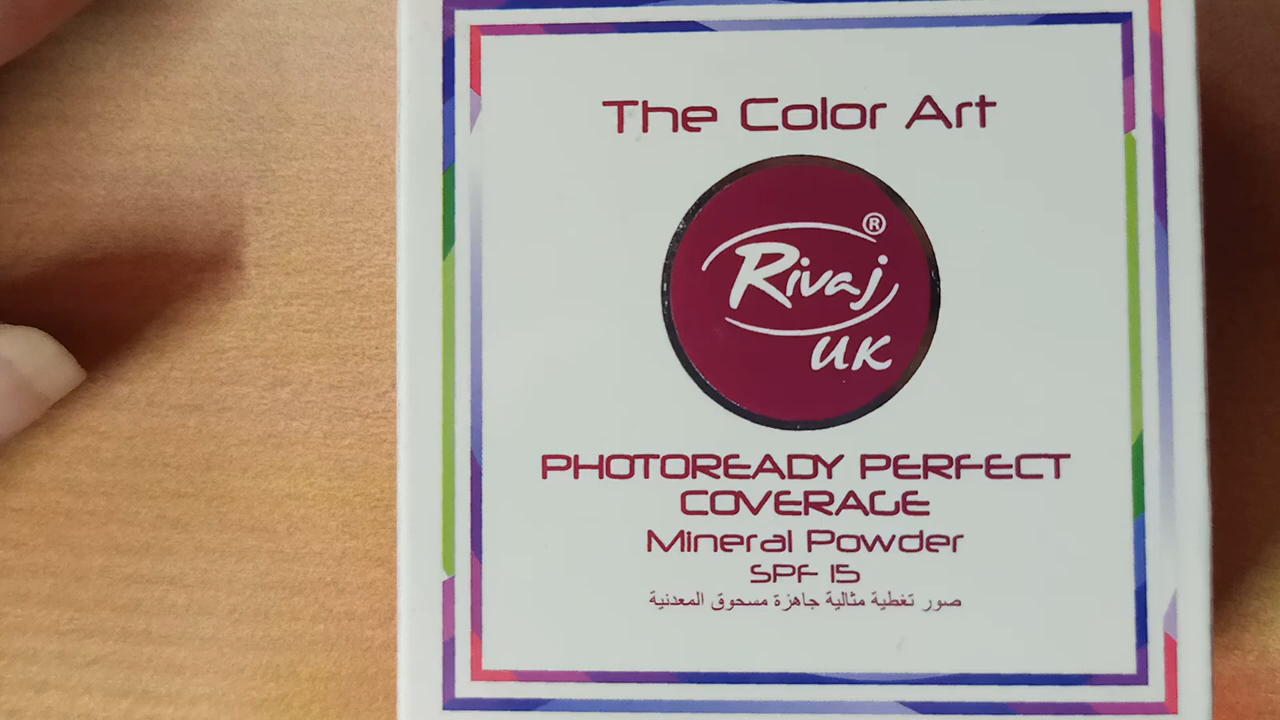 The Color Art
Rivaj®
UK
PHOTOREADY PERFECT
COVERAGE
Mineral Powder
SPF 15
صور تغطية مثالية جاهزة مسحوق المعدنية